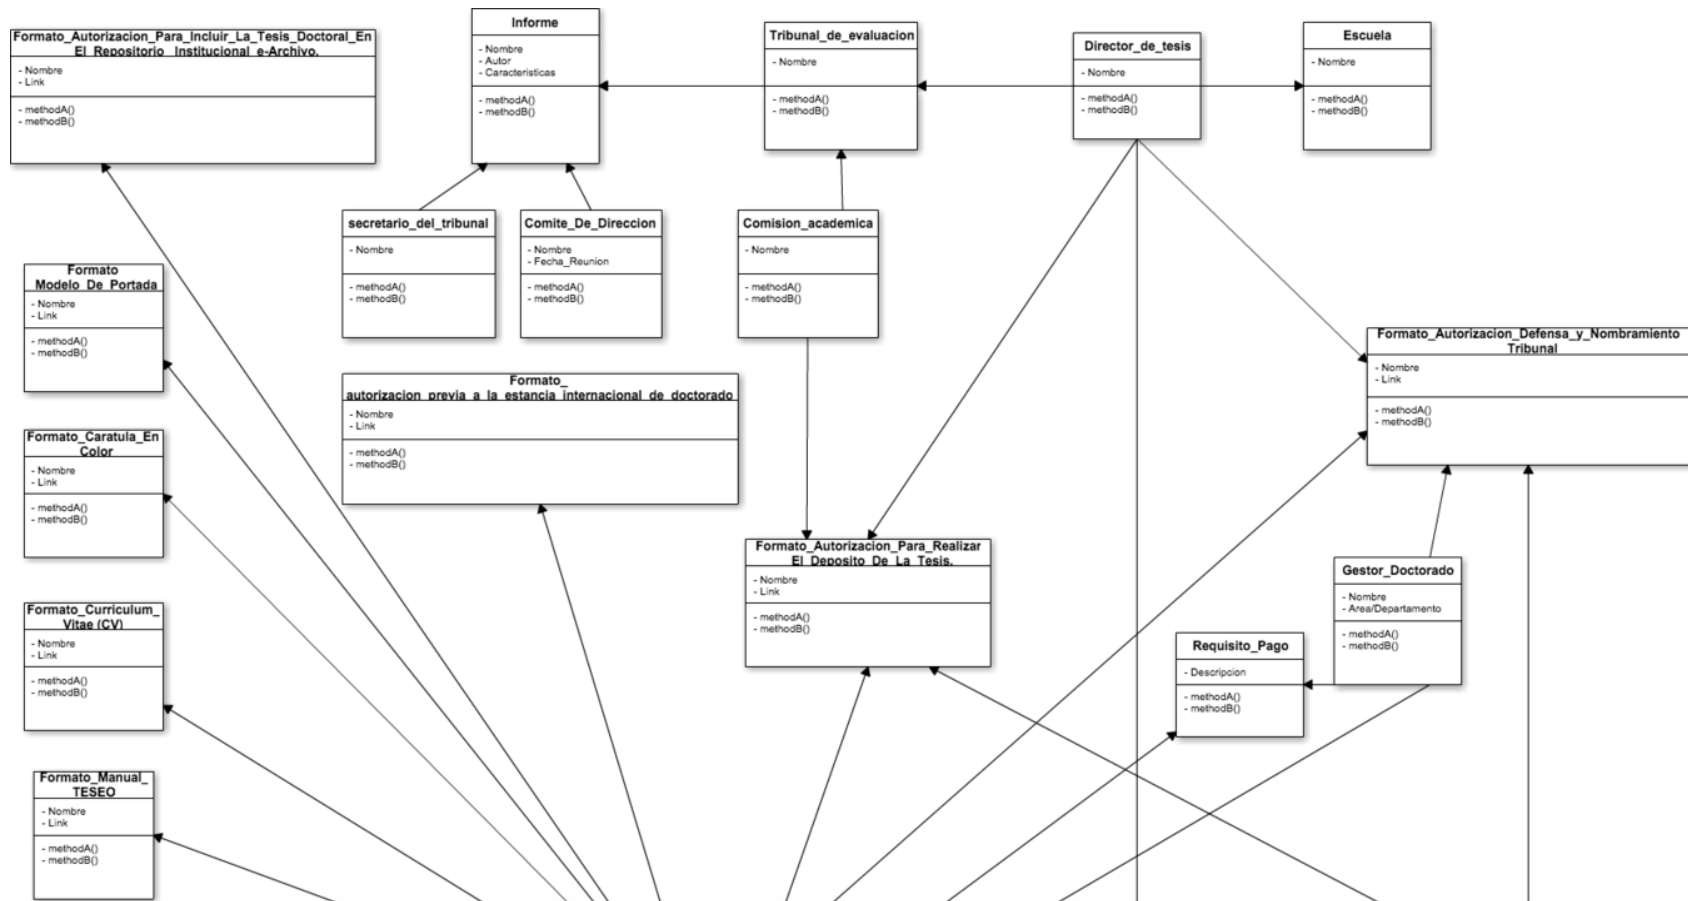 Formato_Autorizacion_Para_Incluir_La_Tesis_Doctoral_En
El_Repositorio_ Institucional e-Archivo.
- Nombre
- Link
- methodA()
- methodB()
Informe
- Nombre
- Autor
- Caracteristicas
- methodA()
- methodB()
Tribunal_de_evaluacion
- Nombre
- methodA()
- methodB()
Director_de_tesis
- Nombre
- methodA()
- methodB()
Escuela
- Nombre
- methodA()
- methodB()
secretario_del_tribunal
- Nombre
- methodA()
- methodB()
Comite_De_Direccion
- Nombre
- Fecha_Reunion
- methodA()
- methodB()
Comision_academica
- Nombre
- methodA()
- methodB()
Formato
Modelo_De_Portada
- Nombre
- Link
- methodA()
- methodB()
Formato_Autorizacion_Defensa_y_Nombramiento
Tribunal
- Nombre
- Link
- methodA()
- methodB()
Formato_
autorizacion_previa_a_la_estancia_internacional_de_doctorado
- Nombre
- Link
- methodA()
- methodB()
Formato_Caratula_En
Color
- Nombre
- Link
- methodA()
- methodB()
Formato_Autorizacion_Para_Realizar
El_Deposito_De_La_Tesis.
- Nombre
- Link
- methodA()
- methodB()
Gestor_Doctorado
- Nombre
- Area/Departamento
- methodA()
- methodB()
Formato_Curriculum_
Vitae (CV)
- Nombre
- Link
- methodA()
- methodB()
Requisito_Pago
- Descripcion
- methodA()
- methodB()
Formato_Manual_
TESEO
- Nombre
- Link
- methodA()
- methodB()